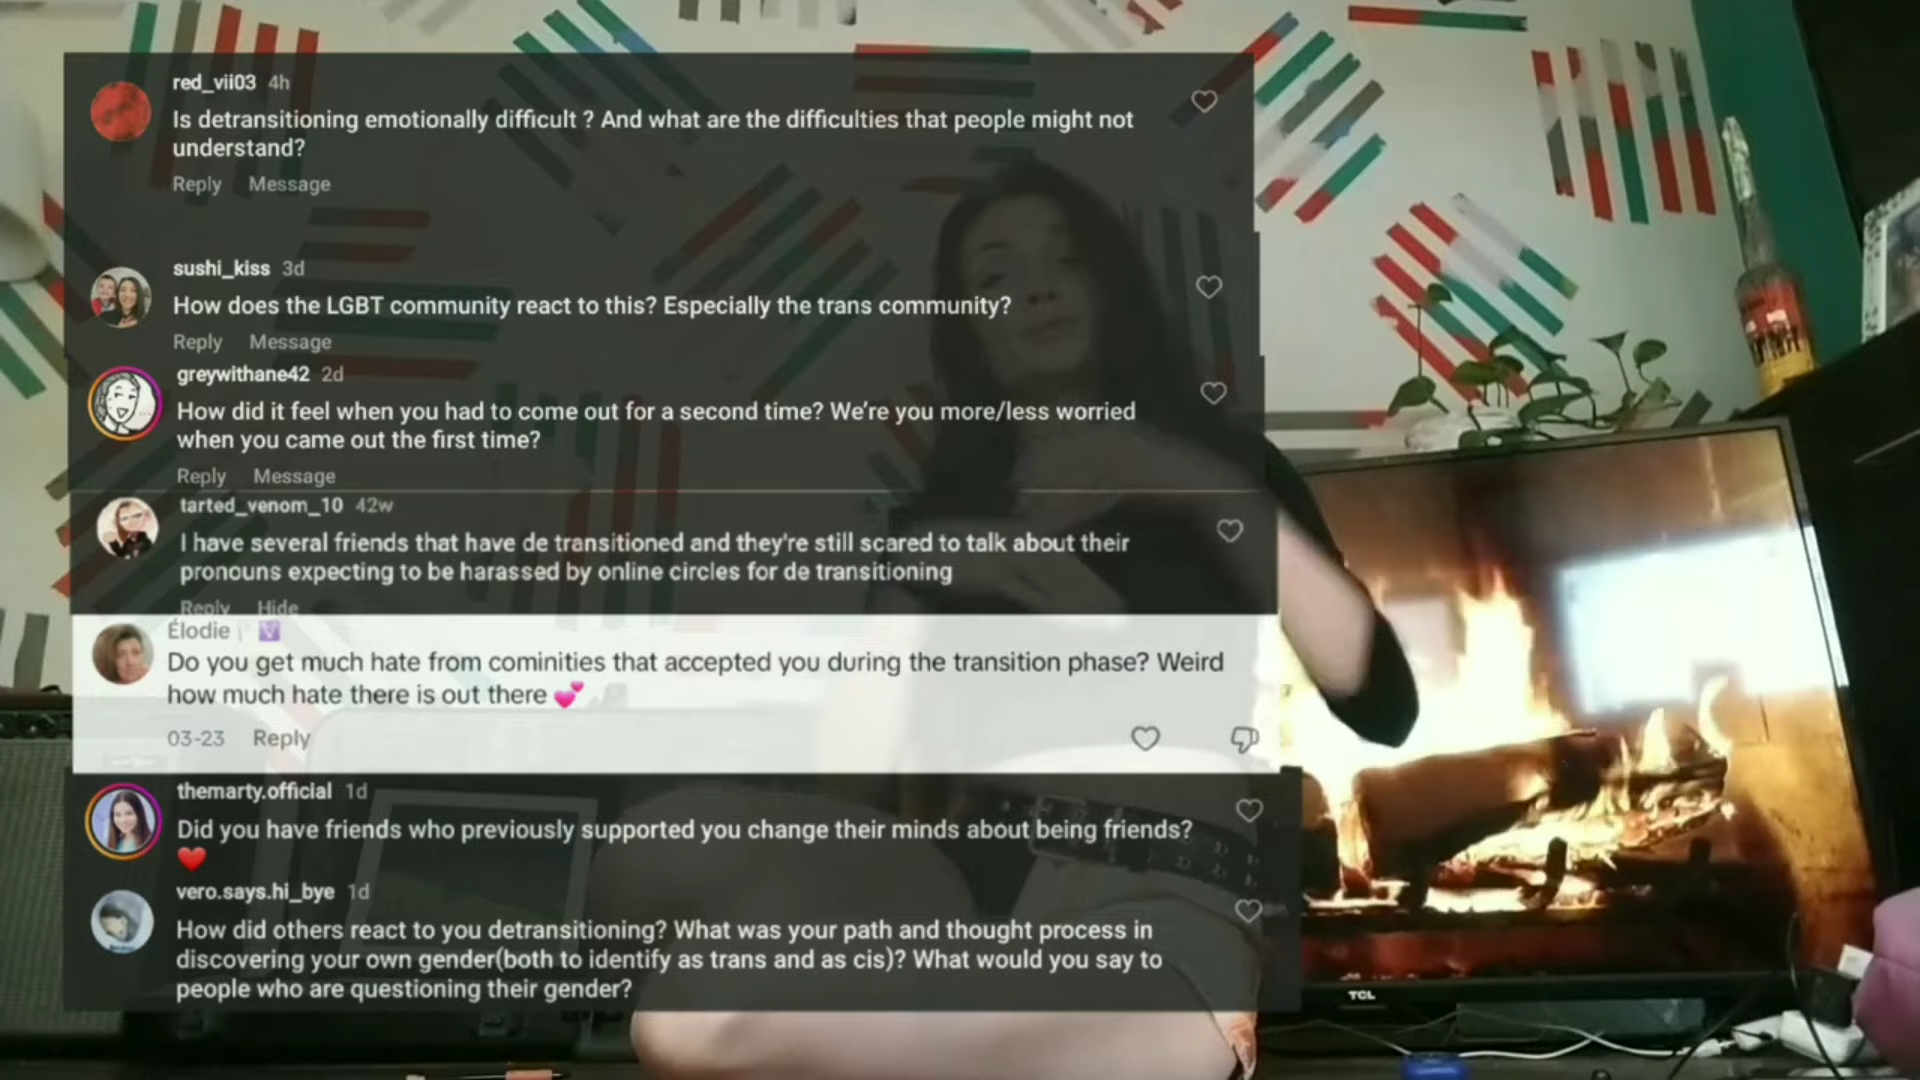 red_vii03 4h
Is detransitioning emotionally difficult ? And what are the difficulties that people might not
understand?
Reply Message
sushi_kiss 3d
How does the LGBT community react to this? Especially the trans community?
Reply Message
greywithane42 2d
How did it feel when you had to come out for a second time? We’re you more/less worried
when you came out the first time?
Reply Message
tarted_venom_10 42w
I have several friends that have de transitioned and they're still scared to talk about their
pronouns expecting to be harassed by online circles for de transitioning
Reply Hide
Élodie
Do you get much hate from cominities that accepted you during the transition phase? Weird
how much hate there is out there 💕
03-23 Reply
themarty.official 1d
Did you have friends who previously supported you change their minds about being friends?
❤️
vero.says.hi_bye 1d
How did others react to you detransitioning? What was your path and thought process in
discovering your own gender(both to identify as trans and as cis)? What would you say to
people who are questioning their gender?
TCL